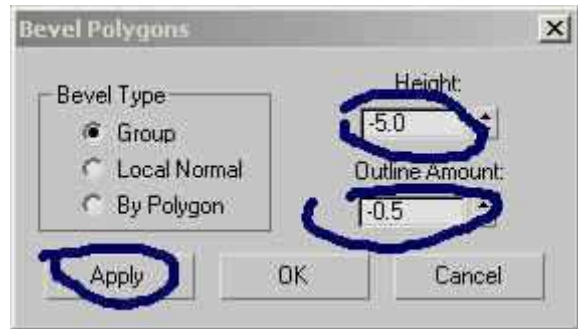 Bevel Polygons
Bevel Type
Group
Local Normal
By Polygon
Height:
-5.0
Outline Amount:
-0.5
Apply
OK
Cancel